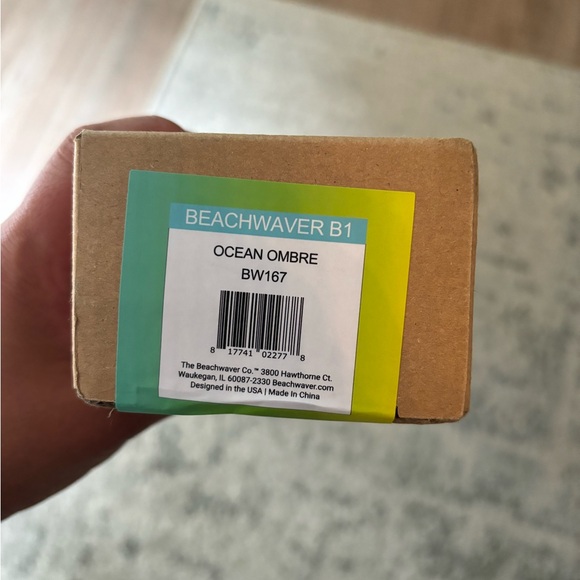 BEACHWAVER B1
OCEAN OMBRE
BW167
8 17741 02277 8
The Beachwaver Co.™ 3800 Hawthorne Ct.
Waukegan, IL 60087-2330 Beachwaver.com
Designed in the USA | Made In China